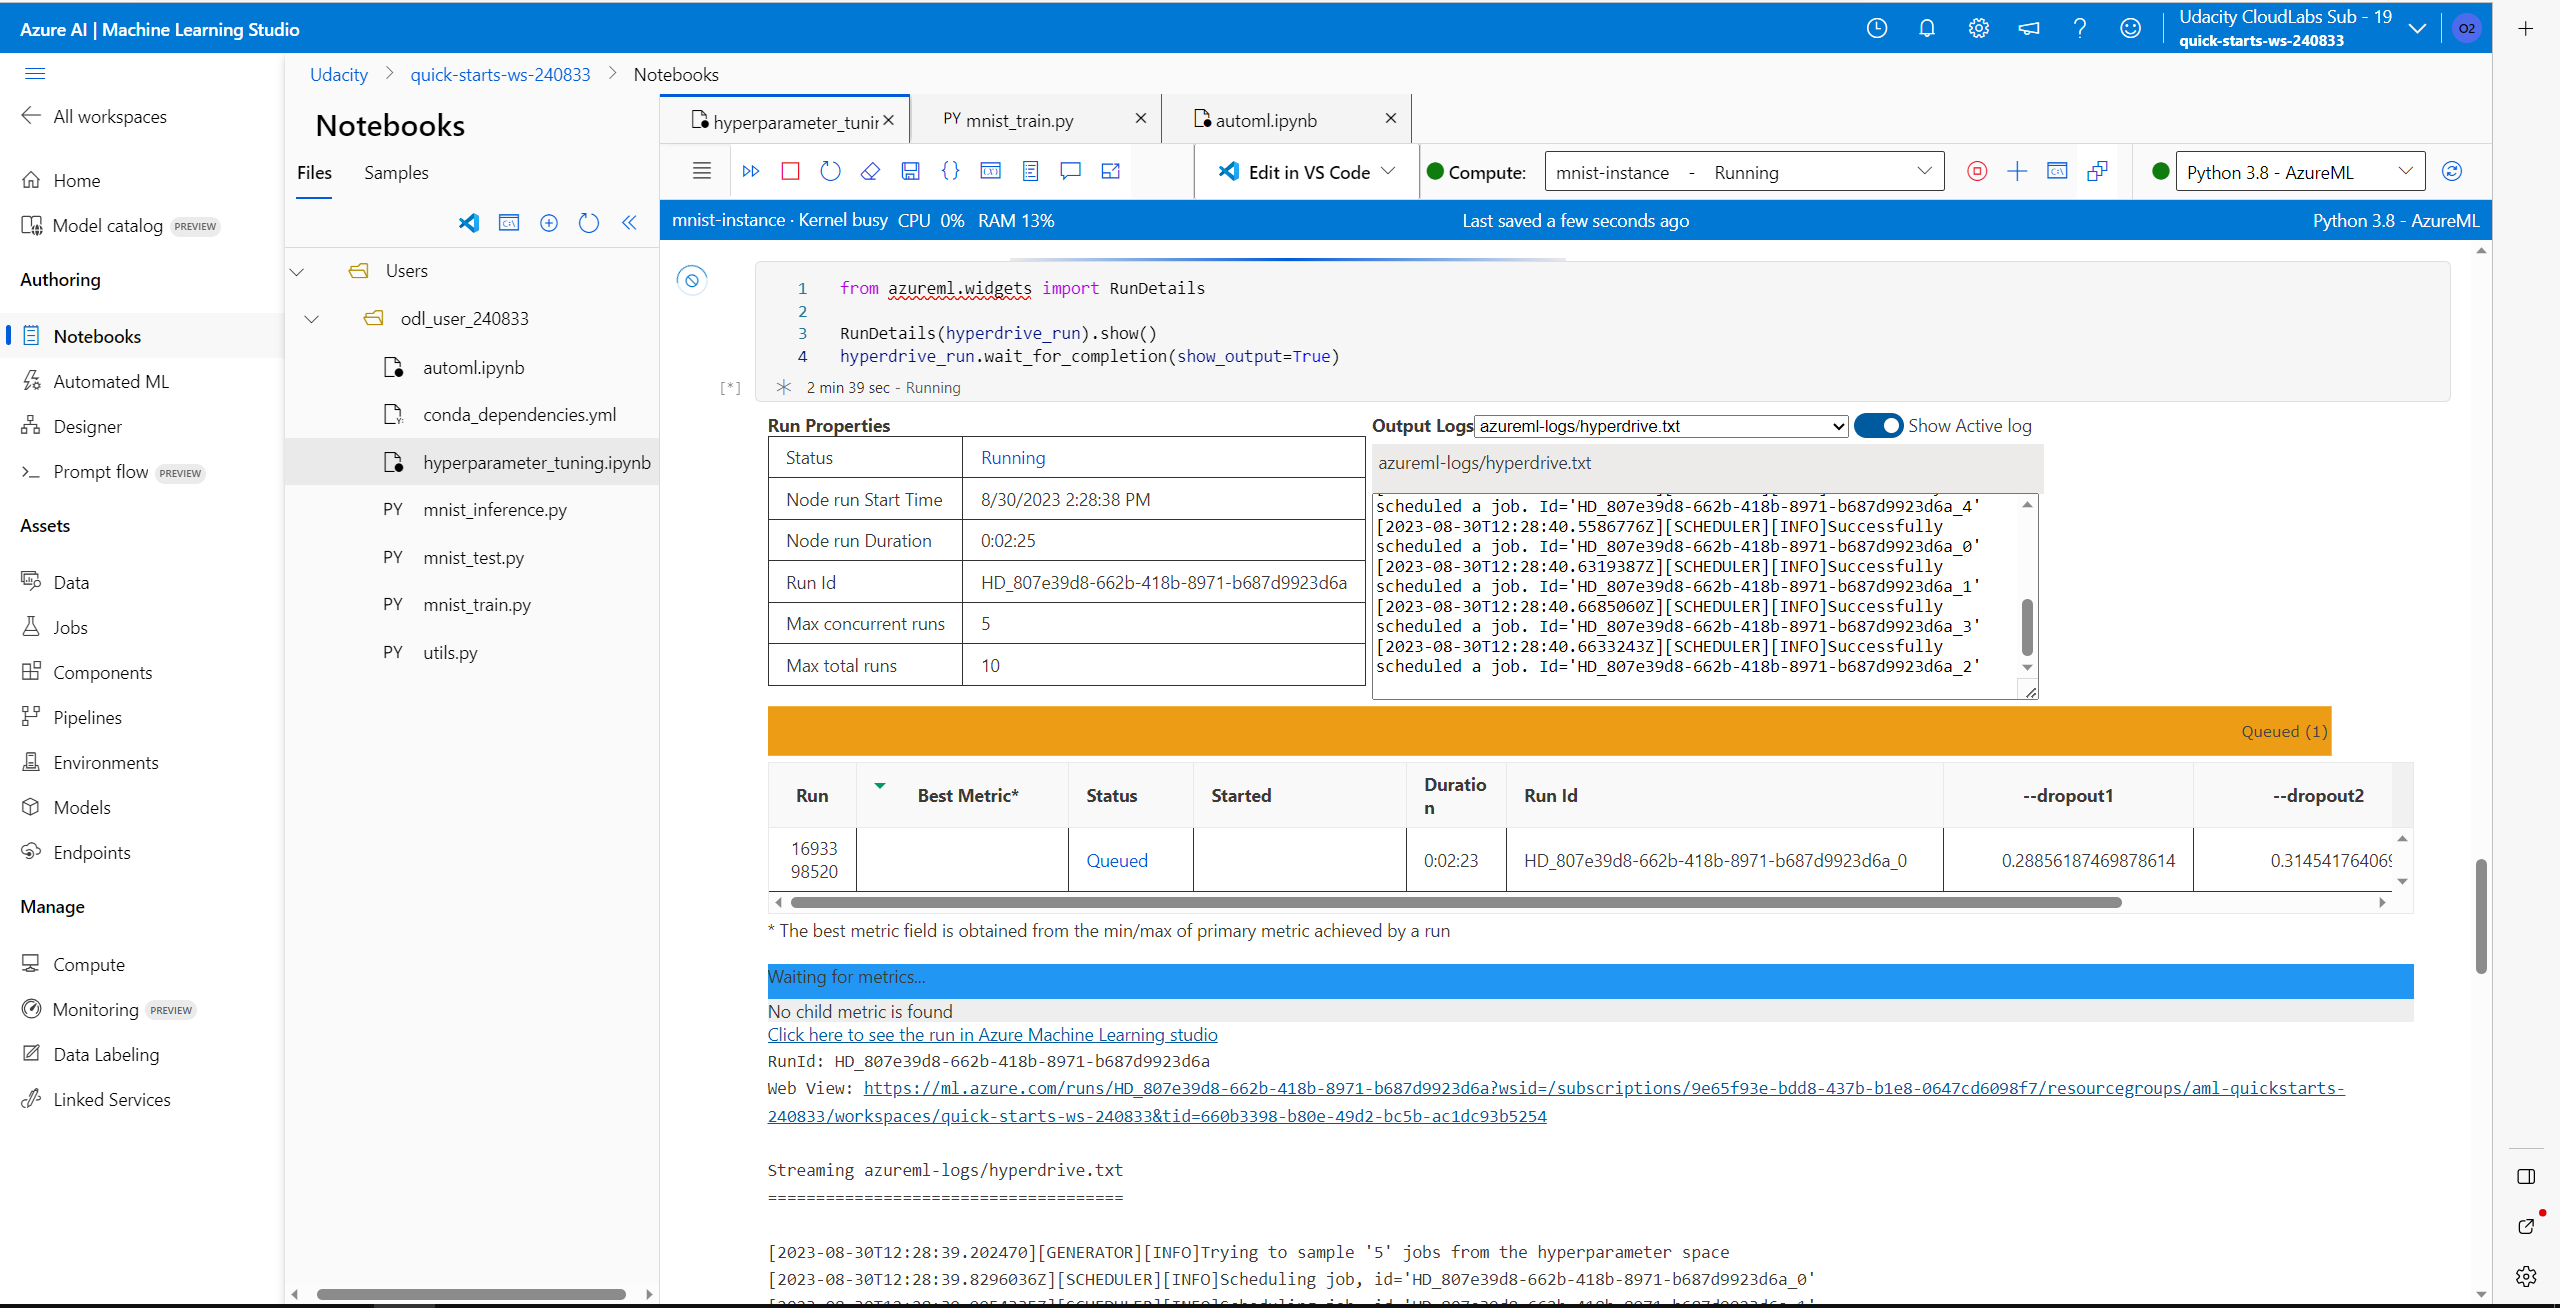 Azure AI | Machine Learning Studio
Udacity CloudLabs Sub - 19
quick-starts-ws-240833
O2
All workspaces
Home
Model catalog PREVIEW
Authoring
Notebooks
Automated ML
Designer
Prompt flow PREVIEW
Assets
Data
Jobs
Components
Pipelines
Environments
Models
Endpoints
Manage
Compute
Monitoring PREVIEW
Data Labeling
Linked Services
Udacity > quick-starts-ws-240833 > Notebooks
Notebooks
Files Samples
Users
odl_user_240833
automl.ipynb
conda_dependencies.yml
hyperparameter_tuning.ipynb
PY mnist_inference.py
PY mnist_test.py
PY mnist_train.py
PY utils.py
hyperparameter_tunin
PY mnist_train.py
automl.ipynb
Edit in VS Code
Compute: mnist-instance - Running
Python 3.8 - AzureML
mnist-instance · Kernel busy CPU 0% RAM 13%
Last saved a few seconds ago
Python 3.8 - AzureML
1 from azureml.widgets import RunDetails
2
3 RunDetails(hyperdrive_run).show()
4 hyperdrive_run.wait_for_completion(show_output=True)
[*] 2 min 39 sec - Running
Run Properties
Status Running
Node run Start Time 8/30/2023 2:28:38 PM
Node run Duration 0:02:25
Run Id HD_807e39d8-662b-418b-8971-b687d9923d6a
Max concurrent runs 5
Max total runs 10
Output Logs azureml-logs/hyperdrive.txt Show Active log
azureml-logs/hyperdrive.txt
scheduled a job. Id='HD_807e39d8-662b-418b-8971-b687d9923d6a_4'
[2023-08-30T12:28:40.5586776Z][SCHEDULER][INFO]Successfully
scheduled a job. Id='HD_807e39d8-662b-418b-8971-b687d9923d6a_0'
[2023-08-30T12:28:40.6319387Z][SCHEDULER][INFO]Successfully
scheduled a job. Id='HD_807e39d8-662b-418b-8971-b687d9923d6a_1'
[2023-08-30T12:28:40.6685060Z][SCHEDULER][INFO]Successfully
scheduled a job. Id='HD_807e39d8-662b-418b-8971-b687d9923d6a_3'
[2023-08-30T12:28:40.6633243Z][SCHEDULER][INFO]Successfully
scheduled a job. Id='HD_807e39d8-662b-418b-8971-b687d9923d6a_2'
Queued (1)
Run Best Metric* Status Started Duratio
n Run Id --dropout1 --dropout2
16933
98520 Queued 0:02:23 HD_807e39d8-662b-418b-8971-b687d9923d6a_0 0.28856187469878614 0.314541764069
* The best metric field is obtained from the min/max of primary metric achieved by a run
Waiting for metrics...
No child metric is found
Click here to see the run in Azure Machine Learning studio
RunId: HD_807e39d8-662b-418b-8971-b687d9923d6a
Web View: https://ml.azure.com/runs/HD_807e39d8-662b-418b-8971-b687d9923d6a?wsid=/subscriptions/9e65f93e-bdd8-437b-b1e8-0647cd6098f7/resourcegroups/aml-quickstarts-
240833/workspaces/quick-starts-ws-240833&tid=660b3398-b80e-49d2-bc5b-ac1dc93b5254
Streaming azureml-logs/hyperdrive.txt
=====================================
[2023-08-30T12:28:39.202470][GENERATOR][INFO]Trying to sample '5' jobs from the hyperparameter space
[2023-08-30T12:28:39.8296036Z][SCHEDULER][INFO]Scheduling job, id='HD_807e39d8-662b-418b-8971-b687d9923d6a_0'